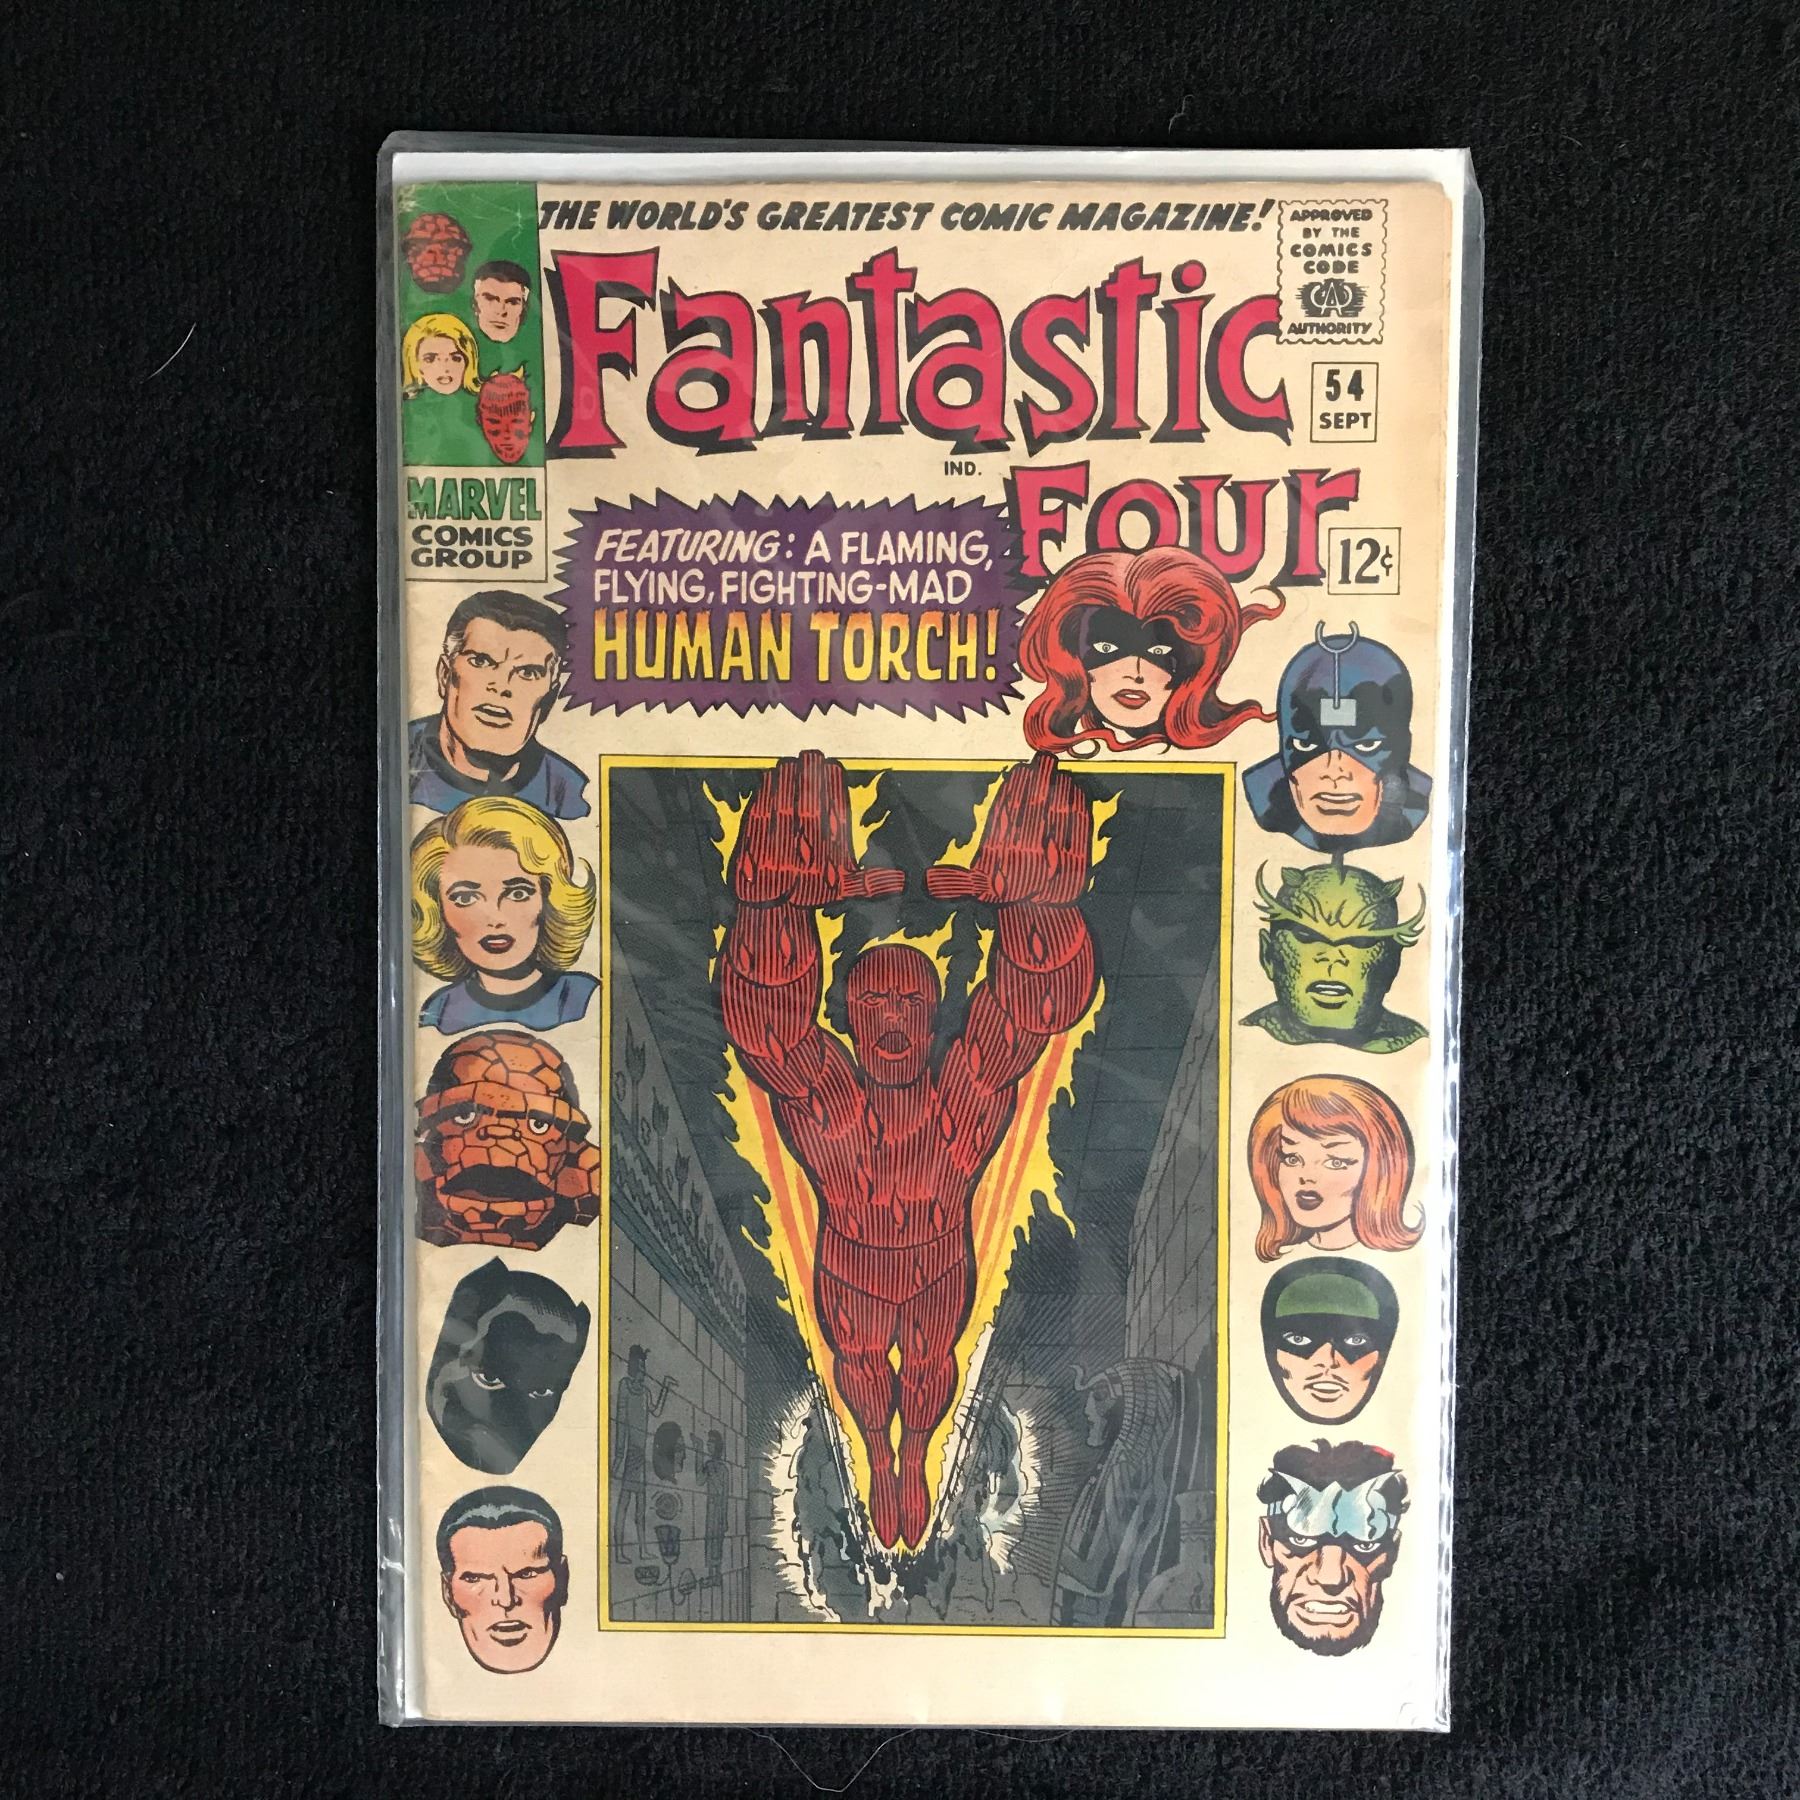 THE WORLD'S GREATEST COMIC MAGAZINE!
APPROVED
BY THE
COMICS
CODE
CA
AUTHORITY
Fantastic
Four
54
SEPT
IND.
12¢
MARVEL
COMICS
GROUP
FEATURING: A FLAMING,
FLYING, FIGHTING-MAD
HUMAN TORCH!